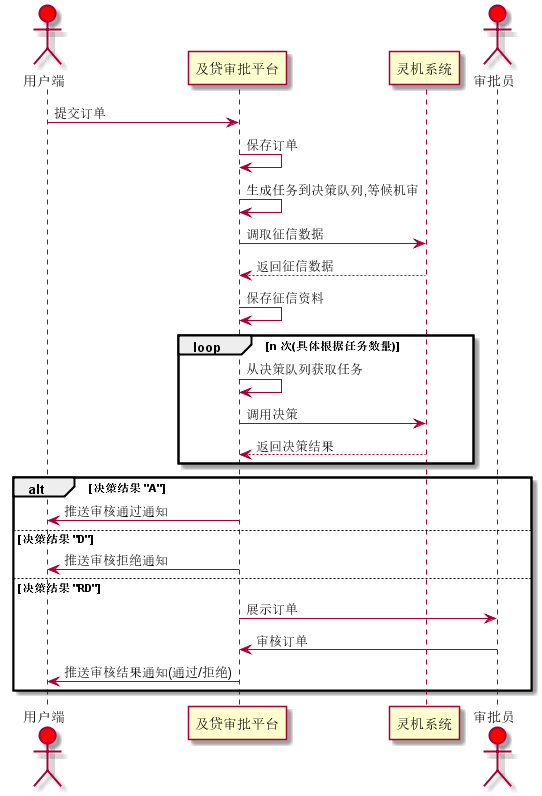 用户端
及贷审批平台
灵机系统
审批员
提交订单
保存订单
生成任务到决策队列,等候机审
调取征信数据
返回征信数据
保存征信资料
loop
[n 次(具体根据任务数量)]
从决策队列获取任务
调用决策
返回决策结果
alt
[决策结果 "A"]
推送审核通过通知
[决策结果 "D"]
推送审核拒绝通知
[决策结果 "RD"]
展示订单
审核订单
推送审核结果通知(通过/拒绝)
用户端
及贷审批平台
灵机系统
审批员